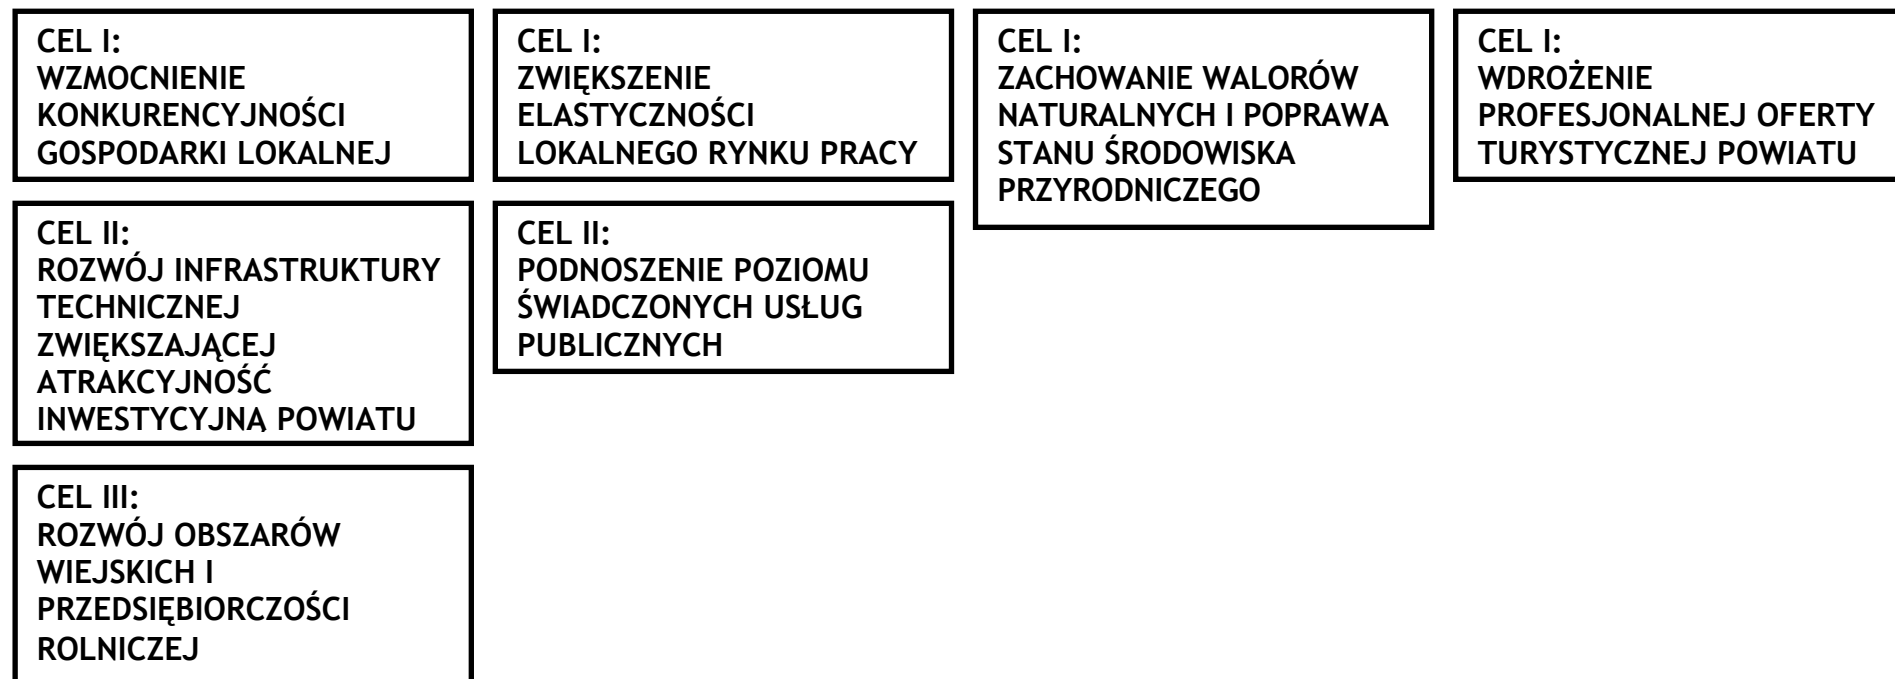 CEL I:
WZMOCNIENIE
KONKURENCYJNOŚCI
GOSPODARKI LOKALNEJ
CEL II:
ROZWÓJ INFRASTRUKTURY
TECHNICZNEJ
ZWIĘKSZAJĄCEJ
ATRAKCYJNOŚĆ
INWESTYCYJNĄ POWIATU
CEL III:
ROZWÓJ OBSZARÓW
WIEJSKICH I
PRZEDSIĘBIORCZOŚCI
ROLNICZEJ
CEL I:
ZWIĘKSZENIE
ELASTYCZNOŚCI
LOKALNEGO RYNKU PRACY
CEL II:
PODNOSZENIE POZIOMU
ŚWIADCZONYCH USŁUG
PUBLICZNYCH
CEL I:
ZACHOWANIE WALORÓW
NATURALNYCH I POPRAWA
STANU ŚRODOWISKA
PRZYRODNICZEGO
CEL I:
WDROŻENIE
PROFESJONALNEJ OFERTY
TURYSTYCZNEJ POWIATU